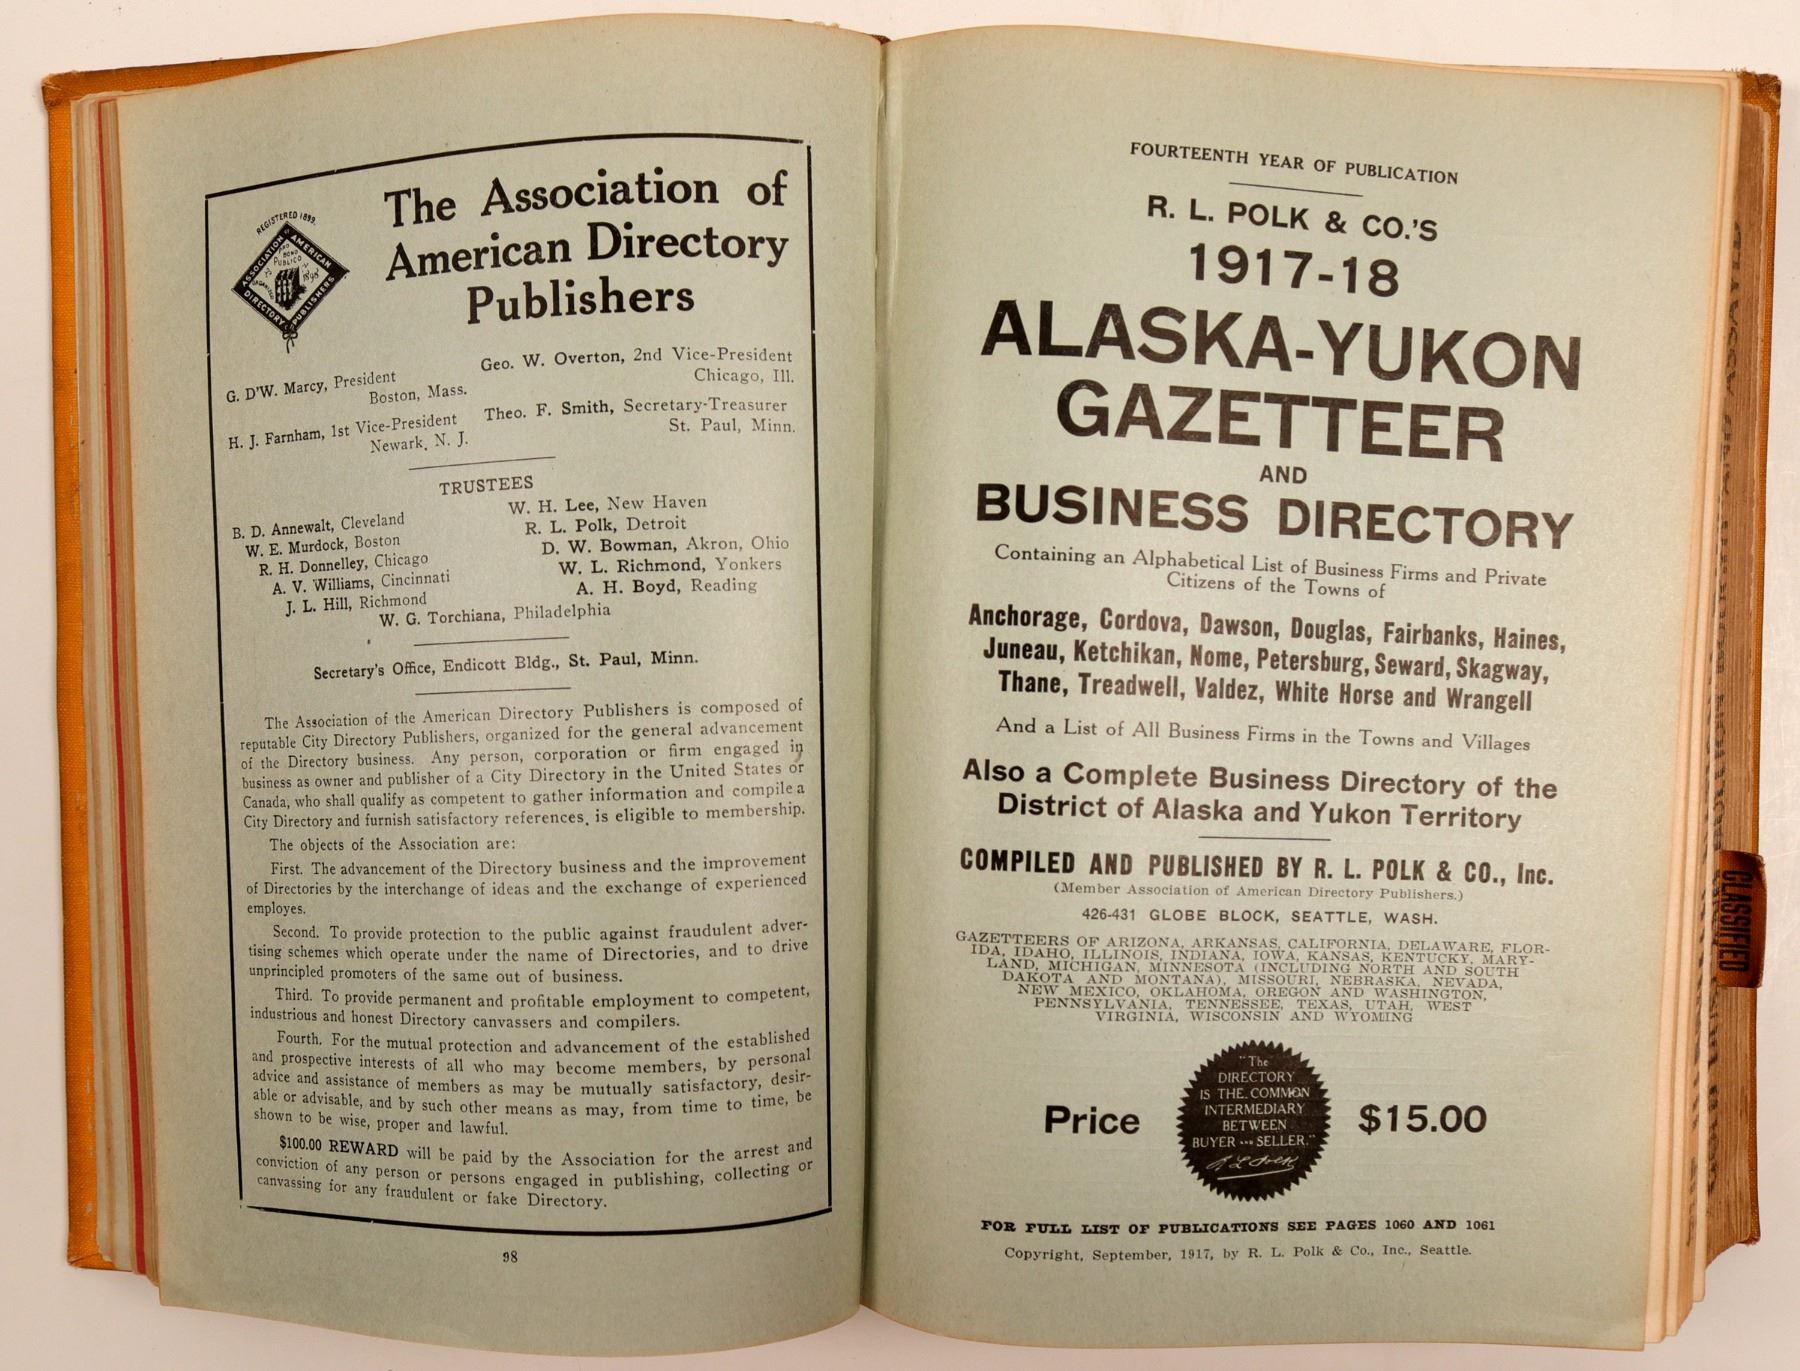 REGISTERED 1899.
ASSOCIATION OF AMERICAN
DIRECTORY PUBLISHERS
PRO
BONO
PUBLICO
ORGANIZED
1898
The Association of
American Directory
Publishers
G. D'W. Marcy, President
Boston, Mass.
H. J. Farnham, 1st Vice-President
Newark, N. J.
Geo. W. Overton, 2nd Vice-President
Chicago, Ill.
Theo. F. Smith, Secretary-Treasurer
St. Paul, Minn.
TRUSTEES
B. D. Annewalt, Cleveland
W. E. Murdock, Boston
R. H. Donnelley, Chicago
A. V. Williams, Cincinnati
J. L. Hill, Richmond
W. H. Lee, New Haven
R. L. Polk, Detroit
D. W. Bowman, Akron, Ohio
W. L. Richmond, Yonkers
A. H. Boyd, Reading
W. G. Torchiana, Philadelphia
Secretary's Office, Endicott Bldg., St. Paul, Minn.
The Association of the American Directory Publishers is composed of
reputable City Directory Publishers, organized for the general advancement
of the Directory business. Any person, corporation or firm engaged in
business as owner and publisher of a City Directory in the United States or
Canada, who shall qualify as competent to gather information and compile a
City Directory and furnish satisfactory references, is eligible to membership.
The objects of the Association are:
First. The advancement of the Directory business and the improvement
of Directories by the interchange of ideas and the exchange of experienced
employes.
Second. To provide protection to the public against fraudulent adver-
tising schemes which operate under the name of Directories, and to drive
unprincipled promoters of the same out of business.
Third. To provide permanent and profitable employment to competent,
industrious and honest Directory canvassers and compilers.
Fourth. For the mutual protection and advancement of the established
and prospective interests of all who may become members, by personal
advice and assistance of members as may be mutually satisfactory, desir-
able or advisable, and by such other means as may, from time to time, be
shown to be wise, proper and lawful.
$100.00 REWARD will be paid by the Association for the arrest and
conviction of any person or persons engaged in publishing, collecting or
canvassing for any fraudulent or fake Directory.
98
FOURTEENTH YEAR OF PUBLICATION
R. L. POLK & CO.'S
1917-18
ALASKA-YUKON
GAZETTEER
AND
BUSINESS DIRECTORY
Containing an Alphabetical List of Business Firms and Private
Citizens of the Towns of
Anchorage, Cordova, Dawson, Douglas, Fairbanks, Haines,
Juneau, Ketchikan, Nome, Petersburg, Seward, Skagway,
Thane, Treadwell, Valdez, White Horse and Wrangell
And a List of All Business Firms in the Towns and Villages
Also a Complete Business Directory of the
District of Alaska and Yukon Territory
COMPILED AND PUBLISHED BY R. L. POLK & CO., Inc.
(Member Association of American Directory Publishers.)
426-431 GLOBE BLOCK, SEATTLE, WASH.
GAZETTEERS OF ARIZONA, ARKANSAS, CALIFORNIA, DELAWARE, FLOR-
IDA, IDAHO, ILLINOIS, INDIANA, IOWA, KANSAS, KENTUCKY, MARY-
LAND, MICHIGAN, MINNESOTA (INCLUDING NORTH AND SOUTH
DAKOTA AND MONTANA), MISSOURI, NEBRASKA, NEVADA,
NEW MEXICO, OKLAHOMA, OREGON AND WASHINGTON,
PENNSYLVANIA, TENNESSEE, TEXAS, UTAH, WEST
VIRGINIA, WISCONSIN AND WYOMING
Price
"The
DIRECTORY
IS THE COMMON
INTERMEDIARY
BETWEEN
BUYER AND SELLER."
R L Polk
$15.00
FOR FULL LIST OF PUBLICATIONS SEE PAGES 1060 AND 1061
Copyright, September, 1917, by R. L. Polk & Co., Inc., Seattle.
CLASSIFIED